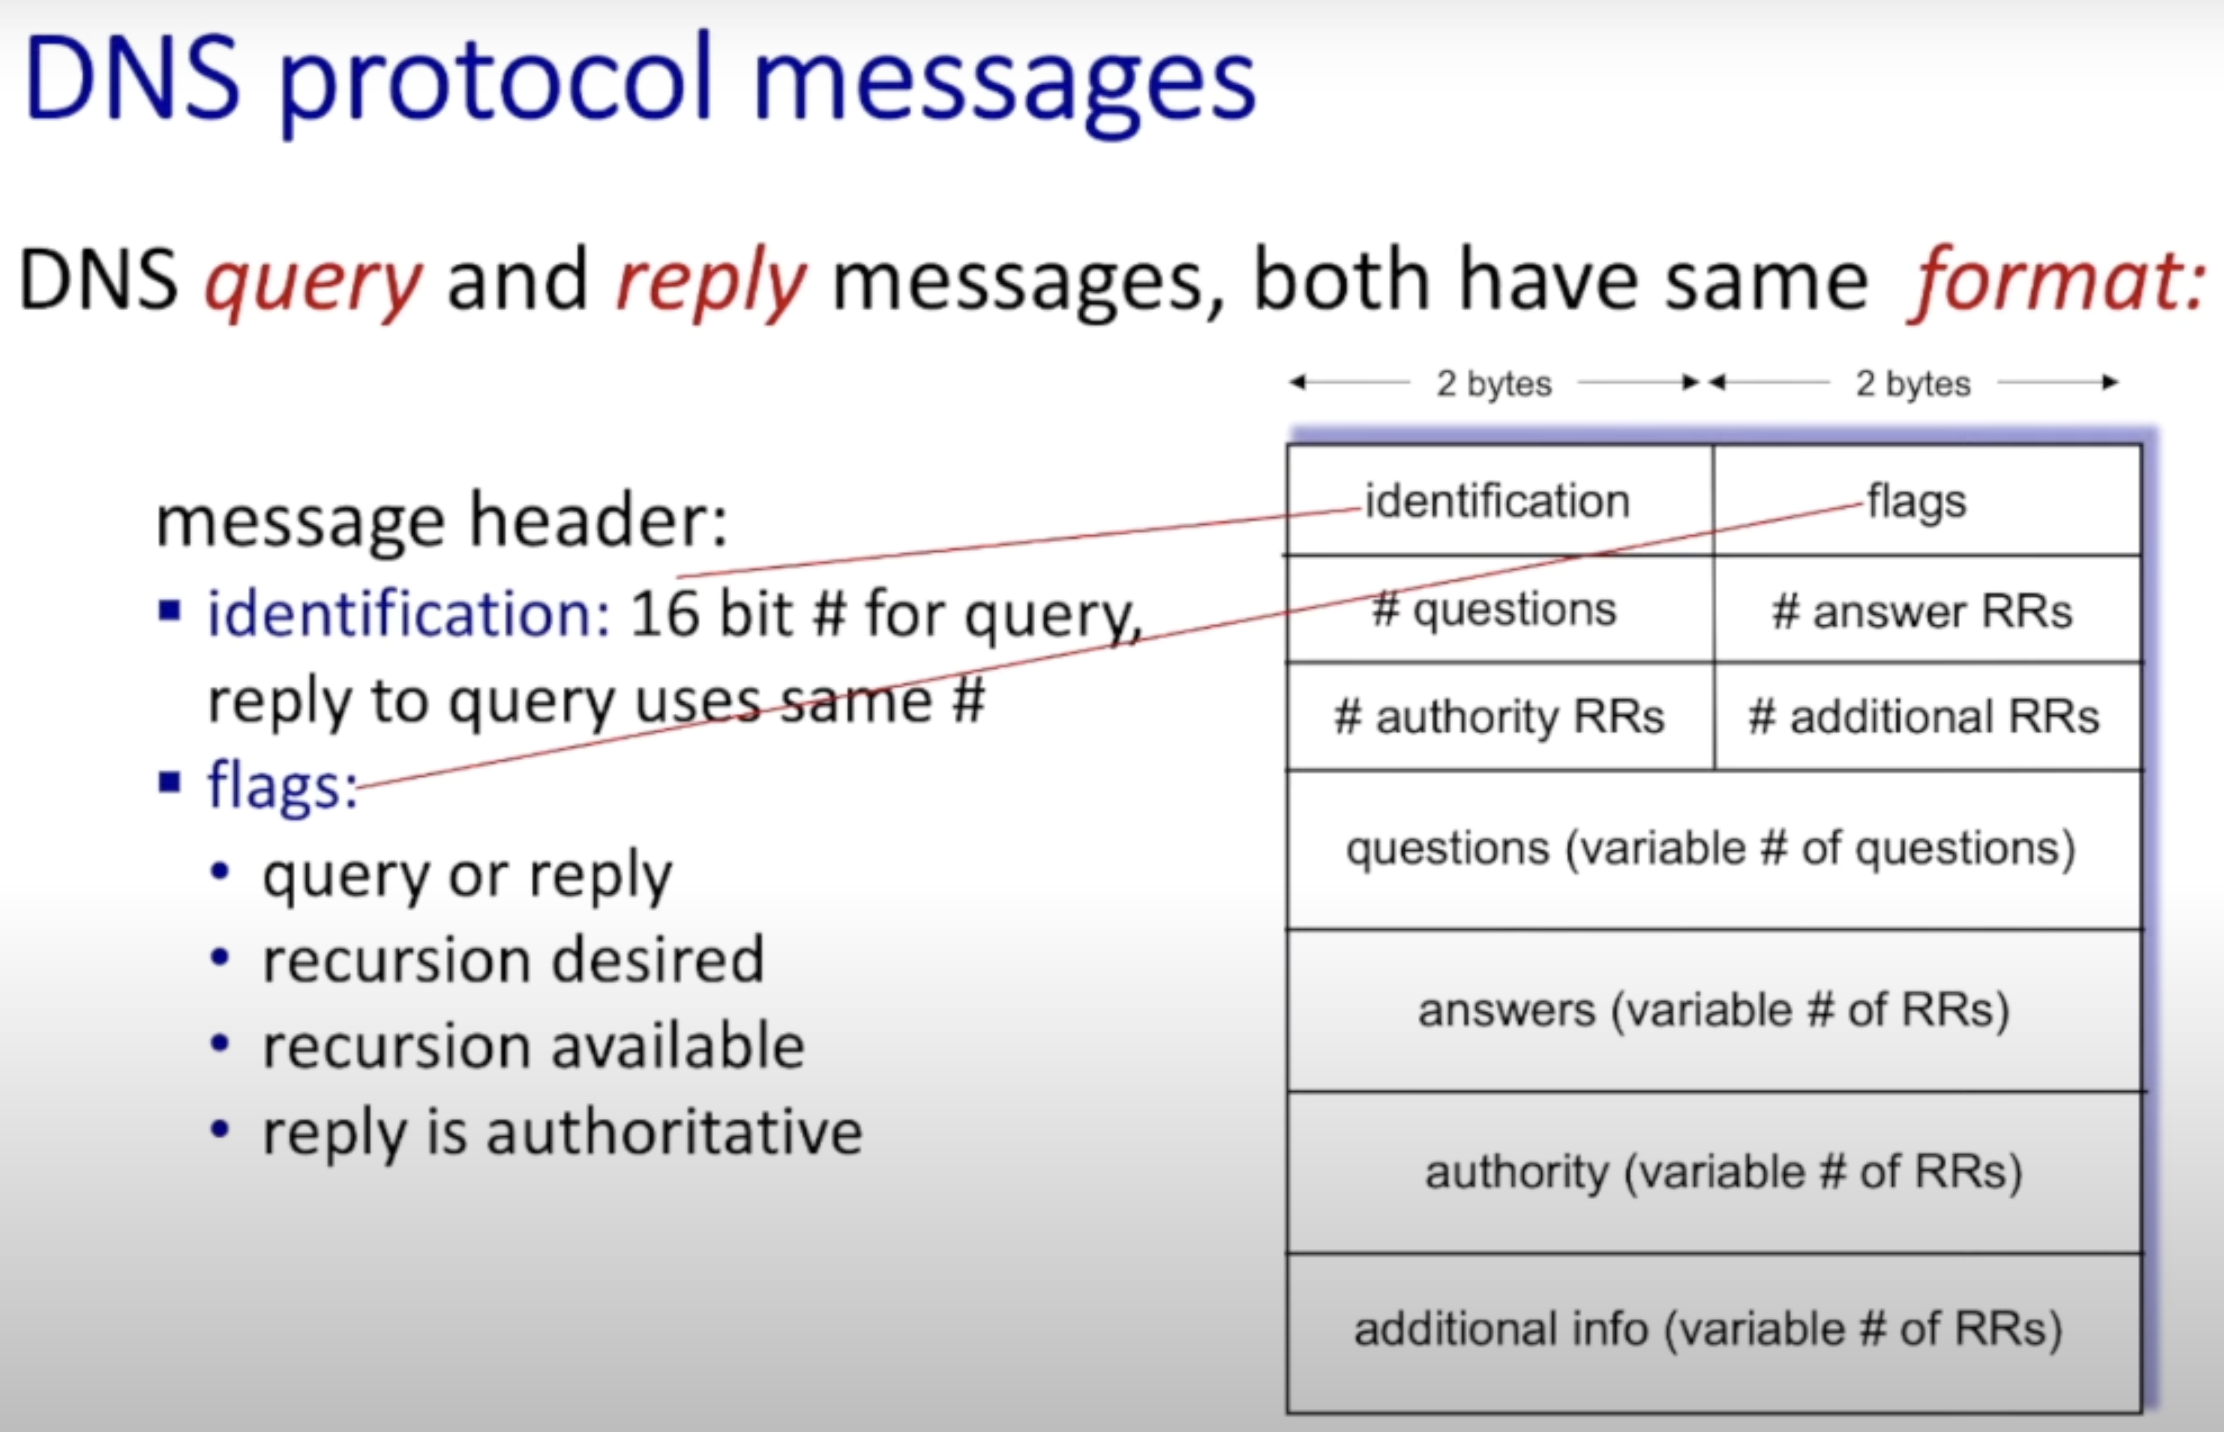 DNS protocol messages
DNS query and reply messages, both have same format:
message header:
identification: 16 bit # for query,
reply to query uses same #
flags:
query or reply
recursion desired
recursion available
reply is authoritative
2 bytes 2 bytes
identification flags
# questions # answer RRs
# authority RRs # additional RRs
questions (variable # of questions)
answers (variable # of RRs)
authority (variable # of RRs)
additional info (variable # of RRs)